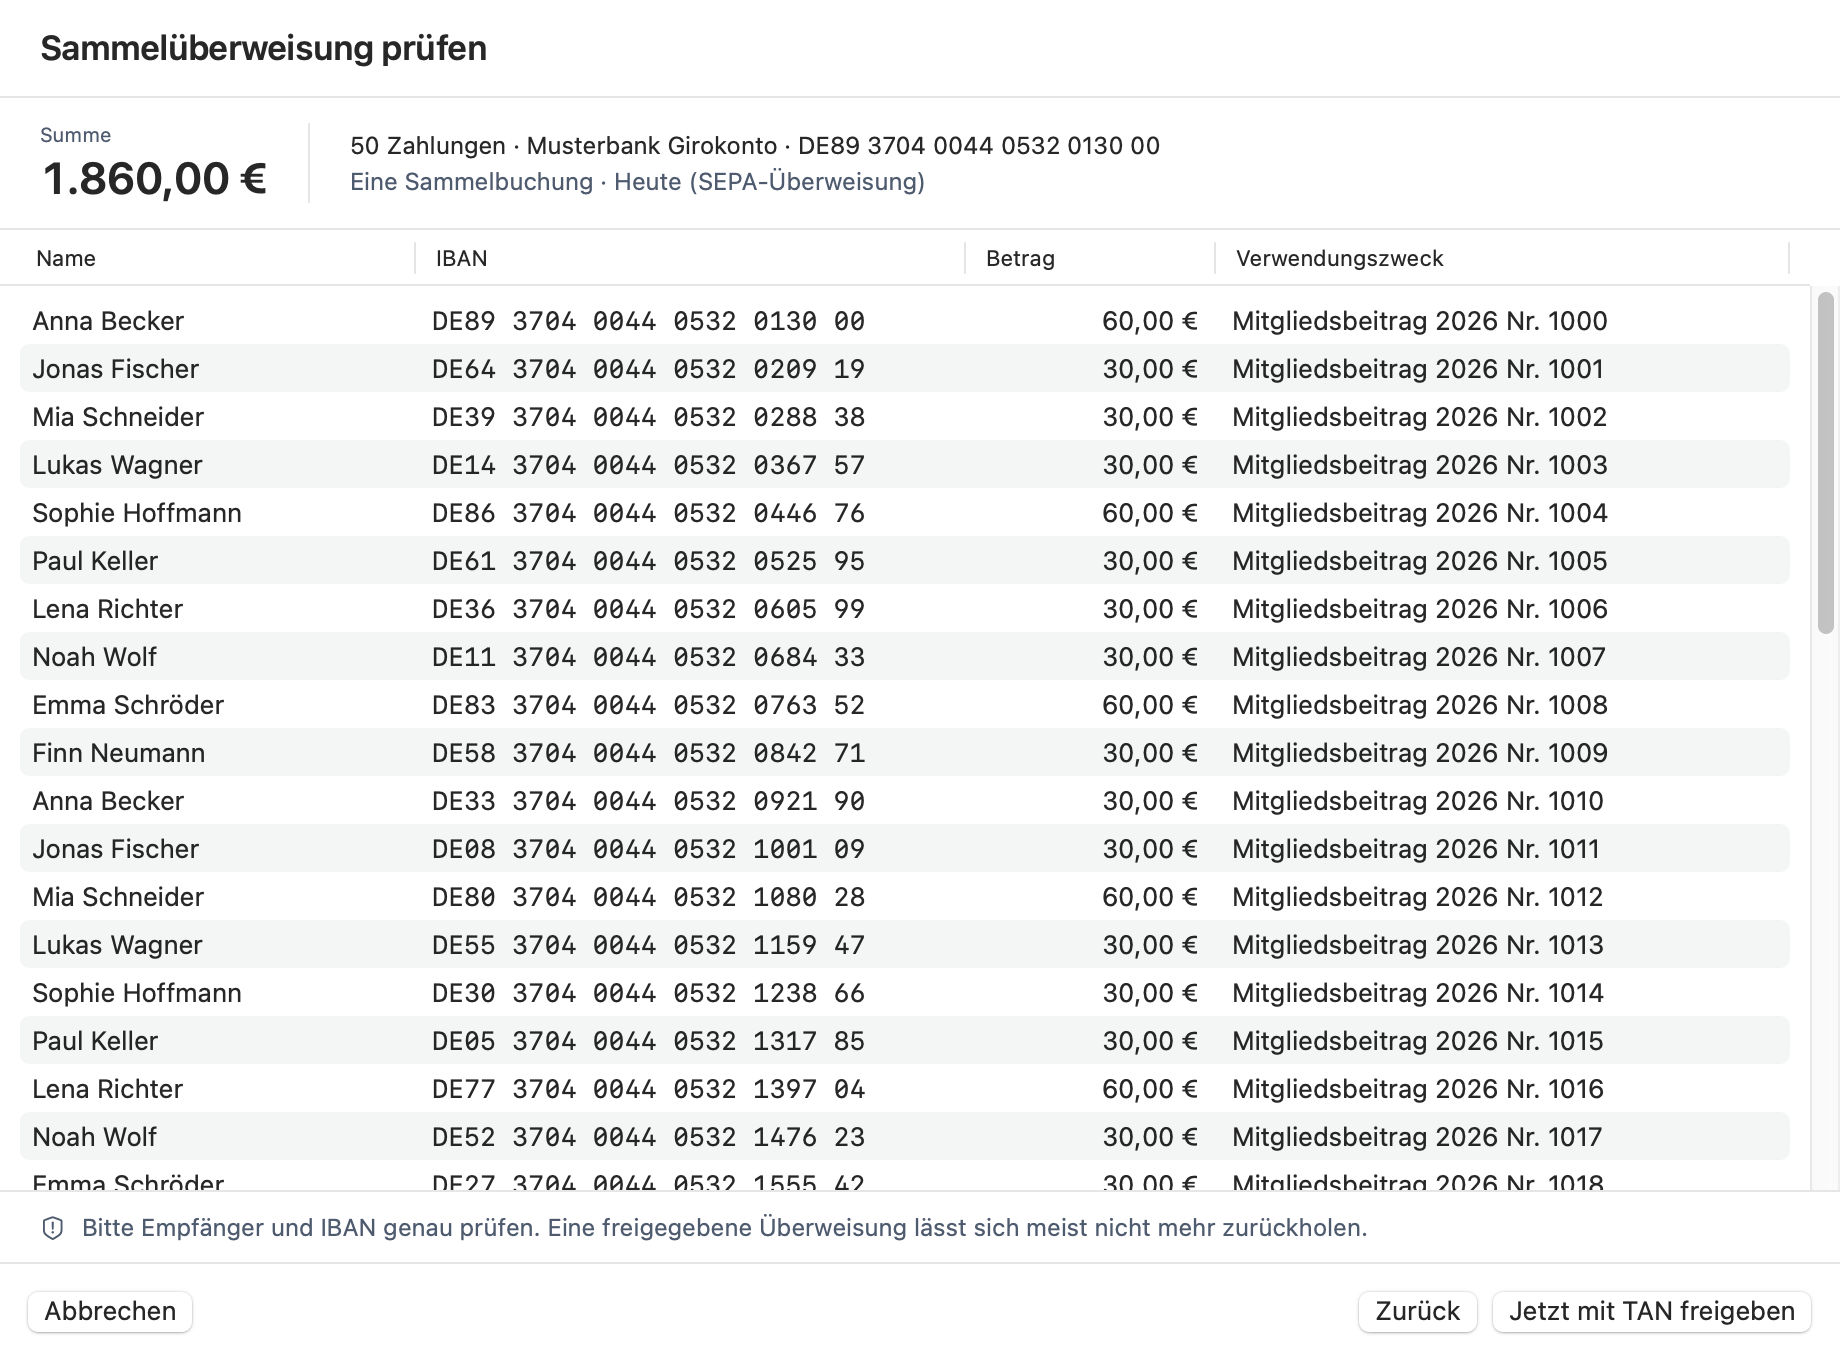 Sammelüberweisung prüfen
Summe
1.860,00 €
50 Zahlungen · Musterbank Girokonto · DE89 3704 0044 0532 0130 00
Eine Sammelbuchung · Heute (SEPA-Überweisung)
Name IBAN Betrag Verwendungszweck
Anna Becker DE89 3704 0044 0532 0130 00 60,00 € Mitgliedsbeitrag 2026 Nr. 1000
Jonas Fischer DE64 3704 0044 0532 0209 19 30,00 € Mitgliedsbeitrag 2026 Nr. 1001
Mia Schneider DE39 3704 0044 0532 0288 38 30,00 € Mitgliedsbeitrag 2026 Nr. 1002
Lukas Wagner DE14 3704 0044 0532 0367 57 30,00 € Mitgliedsbeitrag 2026 Nr. 1003
Sophie Hoffmann DE86 3704 0044 0532 0446 76 60,00 € Mitgliedsbeitrag 2026 Nr. 1004
Paul Keller DE61 3704 0044 0532 0525 95 30,00 € Mitgliedsbeitrag 2026 Nr. 1005
Lena Richter DE36 3704 0044 0532 0605 99 30,00 € Mitgliedsbeitrag 2026 Nr. 1006
Noah Wolf DE11 3704 0044 0532 0684 33 30,00 € Mitgliedsbeitrag 2026 Nr. 1007
Emma Schröder DE83 3704 0044 0532 0763 52 60,00 € Mitgliedsbeitrag 2026 Nr. 1008
Finn Neumann DE58 3704 0044 0532 0842 71 30,00 € Mitgliedsbeitrag 2026 Nr. 1009
Anna Becker DE33 3704 0044 0532 0921 90 30,00 € Mitgliedsbeitrag 2026 Nr. 1010
Jonas Fischer DE08 3704 0044 0532 1001 09 30,00 € Mitgliedsbeitrag 2026 Nr. 1011
Mia Schneider DE80 3704 0044 0532 1080 28 60,00 € Mitgliedsbeitrag 2026 Nr. 1012
Lukas Wagner DE55 3704 0044 0532 1159 47 30,00 € Mitgliedsbeitrag 2026 Nr. 1013
Sophie Hoffmann DE30 3704 0044 0532 1238 66 30,00 € Mitgliedsbeitrag 2026 Nr. 1014
Paul Keller DE05 3704 0044 0532 1317 85 30,00 € Mitgliedsbeitrag 2026 Nr. 1015
Lena Richter DE77 3704 0044 0532 1397 04 60,00 € Mitgliedsbeitrag 2026 Nr. 1016
Noah Wolf DE52 3704 0044 0532 1476 23 30,00 € Mitgliedsbeitrag 2026 Nr. 1017
Emma Schröder DE27 3704 0044 0532 1555 42 30,00 € Mitgliedsbeitrag 2026 Nr. 1018
Bitte Empfänger und IBAN genau prüfen. Eine freigegebene Überweisung lässt sich meist nicht mehr zurückholen.
Abbrechen Zurück Jetzt mit TAN freigeben